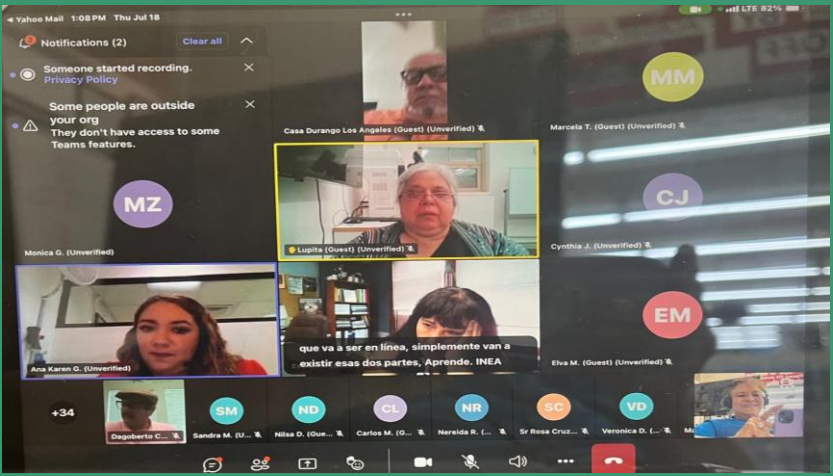 Yahoo Mail 1:08 PM Thu Jul 18
LTE 82%
Notifications (2)
Clear all
Someone started recording.
Privacy Policy
Some people are outside
your org
They don't have access to some
Teams features.
Casa Durango Los Angeles (Guest) (Unverified)
MM
Marcela T. (Guest) (Unverified)
MZ
Monica G. (Unverified)
Lupita (Guest) (Unverified)
CJ
Cynthia J. (Unverified)
Ana Karen G. (Unverified)
que va a ser en línea, simplemente van a
existir esas dos partes, Aprende. INEA
EM
Elva M. (Guest) (Unverified)
+34
Dagoberto C...
SM
Sandra M. (U...
ND
Nilsa D. (Gue...
CL
Carlos M. (G...
NR
Nereida R. (...
SC
Sr Rosa Cruz...
VD
Veronica D. (...